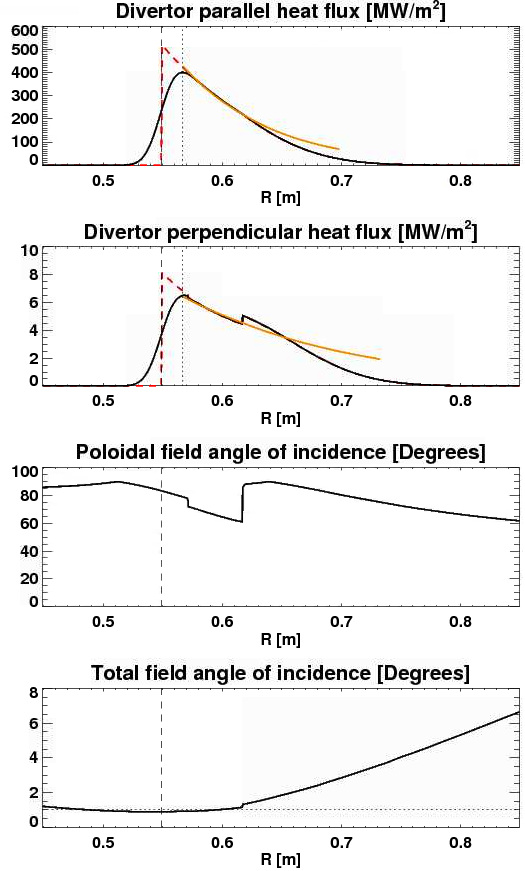 Divertor parallel heat flux [MW/m²]
600
500
400
300
200
100
0
0.5 0.6 0.7 0.8
R [m]
Divertor perpendicular heat flux [MW/m²]
10
8
6
4
2
0
0.5 0.6 0.7 0.8
R [m]
Poloidal field angle of incidence [Degrees]
100
80
60
40
20
0
0.5 0.6 0.7 0.8
R [m]
Total field angle of incidence [Degrees]
8
6
4
2
0
0.5 0.6 0.7 0.8
R [m]